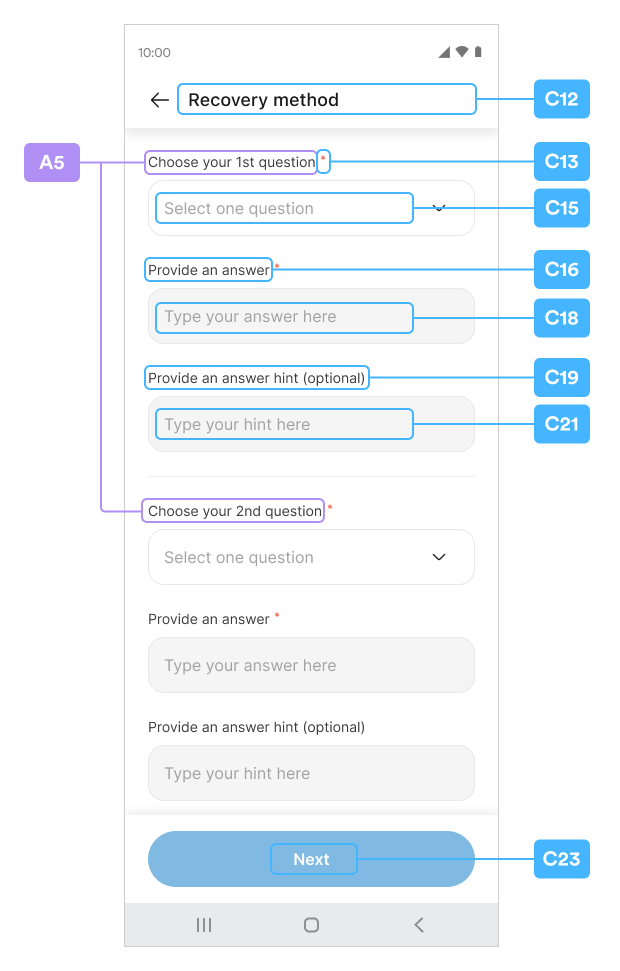 10:00
Recovery method
C12
A5
Choose your 1st question *
C13
Select one question
C15
Provide an answer *
C16
Type your answer here
C18
Provide an answer hint (optional)
C19
Type your hint here
C21
Choose your 2nd question *
Select one question
Provide an answer *
Type your answer here
Provide an answer hint (optional)
Type your hint here
Next
C23